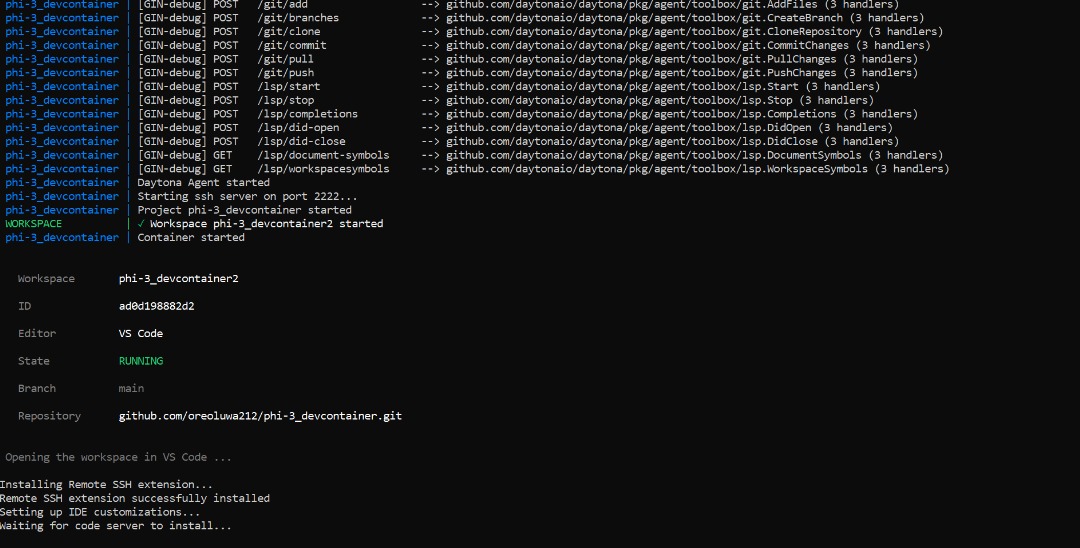 phi-3_devcontainer | [GIN-debug] POST /git/add --> github.com/daytonaio/daytona/pkg/agent/toolbox/git.AddFiles (3 handlers)
phi-3_devcontainer | [GIN-debug] POST /git/branches --> github.com/daytonaio/daytona/pkg/agent/toolbox/git.CreateBranch (3 handlers)
phi-3_devcontainer | [GIN-debug] POST /git/clone --> github.com/daytonaio/daytona/pkg/agent/toolbox/git.CloneRepository (3 handlers)
phi-3_devcontainer | [GIN-debug] POST /git/commit --> github.com/daytonaio/daytona/pkg/agent/toolbox/git.CommitChanges (3 handlers)
phi-3_devcontainer | [GIN-debug] POST /git/pull --> github.com/daytonaio/daytona/pkg/agent/toolbox/git.PullChanges (3 handlers)
phi-3_devcontainer | [GIN-debug] POST /git/push --> github.com/daytonaio/daytona/pkg/agent/toolbox/git.PushChanges (3 handlers)
phi-3_devcontainer | [GIN-debug] POST /lsp/start --> github.com/daytonaio/daytona/pkg/agent/toolbox/lsp.Start (3 handlers)
phi-3_devcontainer | [GIN-debug] POST /lsp/stop --> github.com/daytonaio/daytona/pkg/agent/toolbox/lsp.Stop (3 handlers)
phi-3_devcontainer | [GIN-debug] POST /lsp/completions --> github.com/daytonaio/daytona/pkg/agent/toolbox/lsp.Completions (3 handlers)
phi-3_devcontainer | [GIN-debug] POST /lsp/did-open --> github.com/daytonaio/daytona/pkg/agent/toolbox/lsp.DidOpen (3 handlers)
phi-3_devcontainer | [GIN-debug] POST /lsp/did-close --> github.com/daytonaio/daytona/pkg/agent/toolbox/lsp.DidClose (3 handlers)
phi-3_devcontainer | [GIN-debug] GET /lsp/document-symbols --> github.com/daytonaio/daytona/pkg/agent/toolbox/lsp.DocumentSymbols (3 handlers)
phi-3_devcontainer | [GIN-debug] GET /lsp/workspacesymbols --> github.com/daytonaio/daytona/pkg/agent/toolbox/lsp.WorkspaceSymbols (3 handlers)
phi-3_devcontainer | Daytona Agent started
phi-3_devcontainer | Starting ssh server on port 2222...
phi-3_devcontainer | Project phi-3_devcontainer started
WORKSPACE | ✓ Workspace phi-3_devcontainer2 started
phi-3_devcontainer | Container started
Workspace phi-3_devcontainer2
ID ad0d198882d2
Editor VS Code
State RUNNING
Branch main
Repository github.com/oreoluwa212/phi-3_devcontainer.git
Opening the workspace in VS Code ...
Installing Remote SSH extension...
Remote SSH extension successfully installed
Setting up IDE customizations...
Waiting for code server to install...